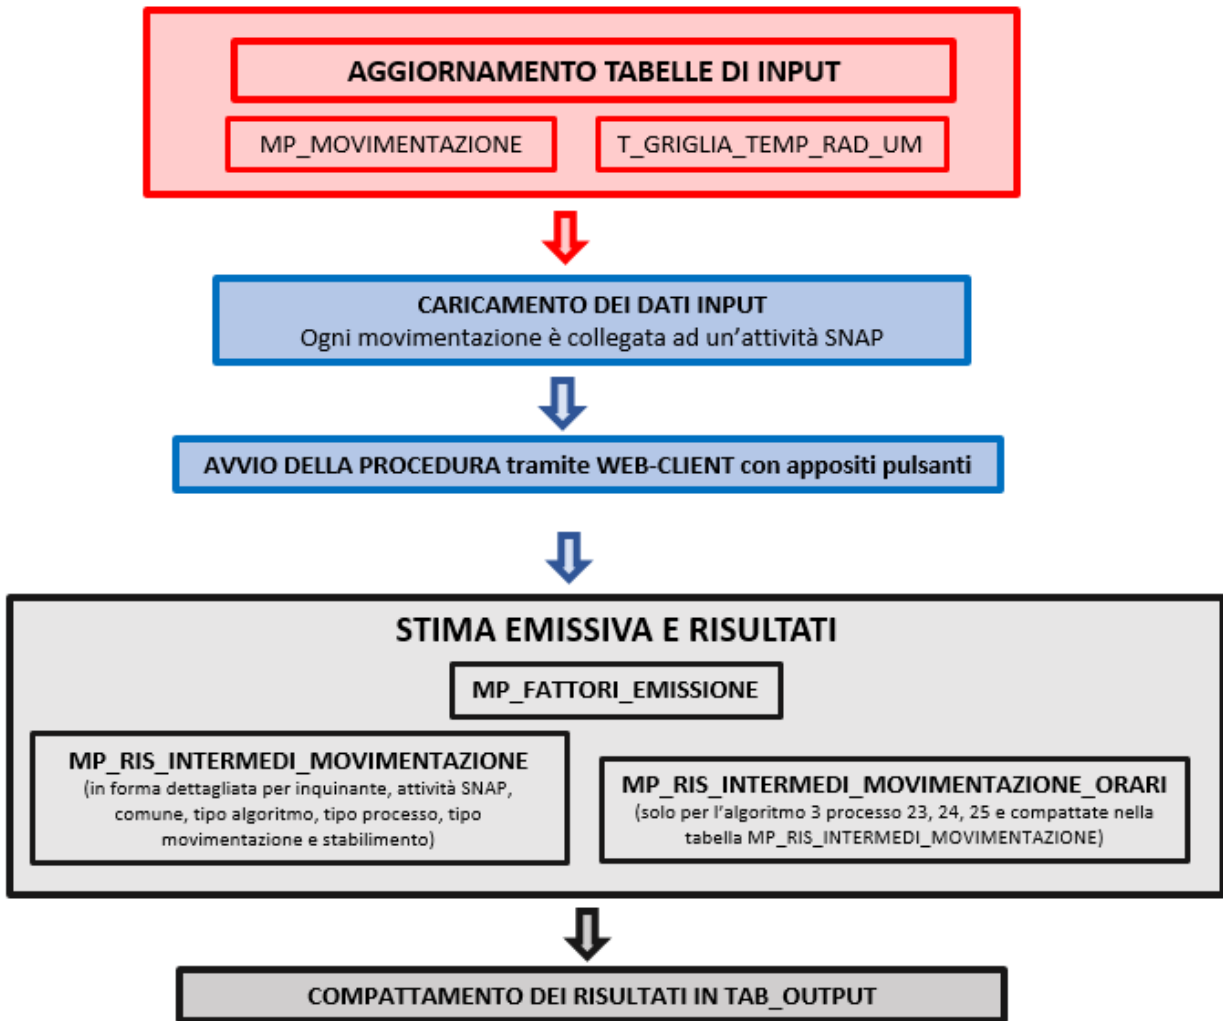 AGGIORNAMENTO TABELLE DI INPUT
MP_MOVIMENTAZIONE
T_GRIGLIA_TEMP_RAD_UM
CARICAMENTO DEI DATI INPUT
Ogni movimentazione è collegata ad un'attività SNAP
AVVIO DELLA PROCEDURA tramite WEB-CLIENT con appositi pulsanti
STIMA EMISSIVA E RISULTATI
MP_FATTORI_EMISSIONE
MP_RIS_INTERMEDI_MOVIMENTAZIONE
(in forma dettagliata per inquinante, attività SNAP,
comune, tipo algoritmo, tipo processo, tipo
movimentazione e stabilimento)
MP_RIS_INTERMEDI_MOVIMENTAZIONE_ORARI
(solo per l'algoritmo 3 processo 23, 24, 25 e compattate nella
tabella MP_RIS_INTERMEDI_MOVIMENTAZIONE)
COMPATTAMENTO DEI RISULTATI IN TAB_OUTPUT